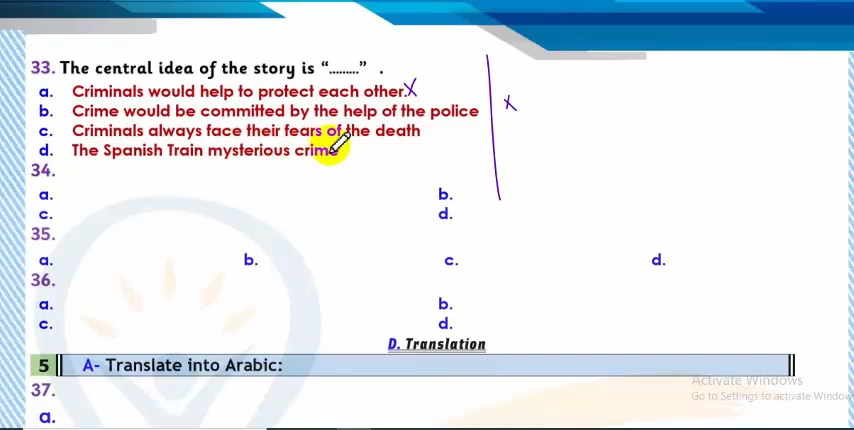 33. The central idea of the story is “.........” .
a. Criminals would help to protect each other. X
b. Crime would be committed by the help of the police X
c. Criminals always face their fears of the death
d. The Spanish Train mysterious crime
34.
a. b.
c. d.
35.
a. b. c. d.
36.
a. b.
c. d.
D. Translation
5 A- Translate into Arabic:
37.
a.
Activate Windows
Go to Settings to activate Window